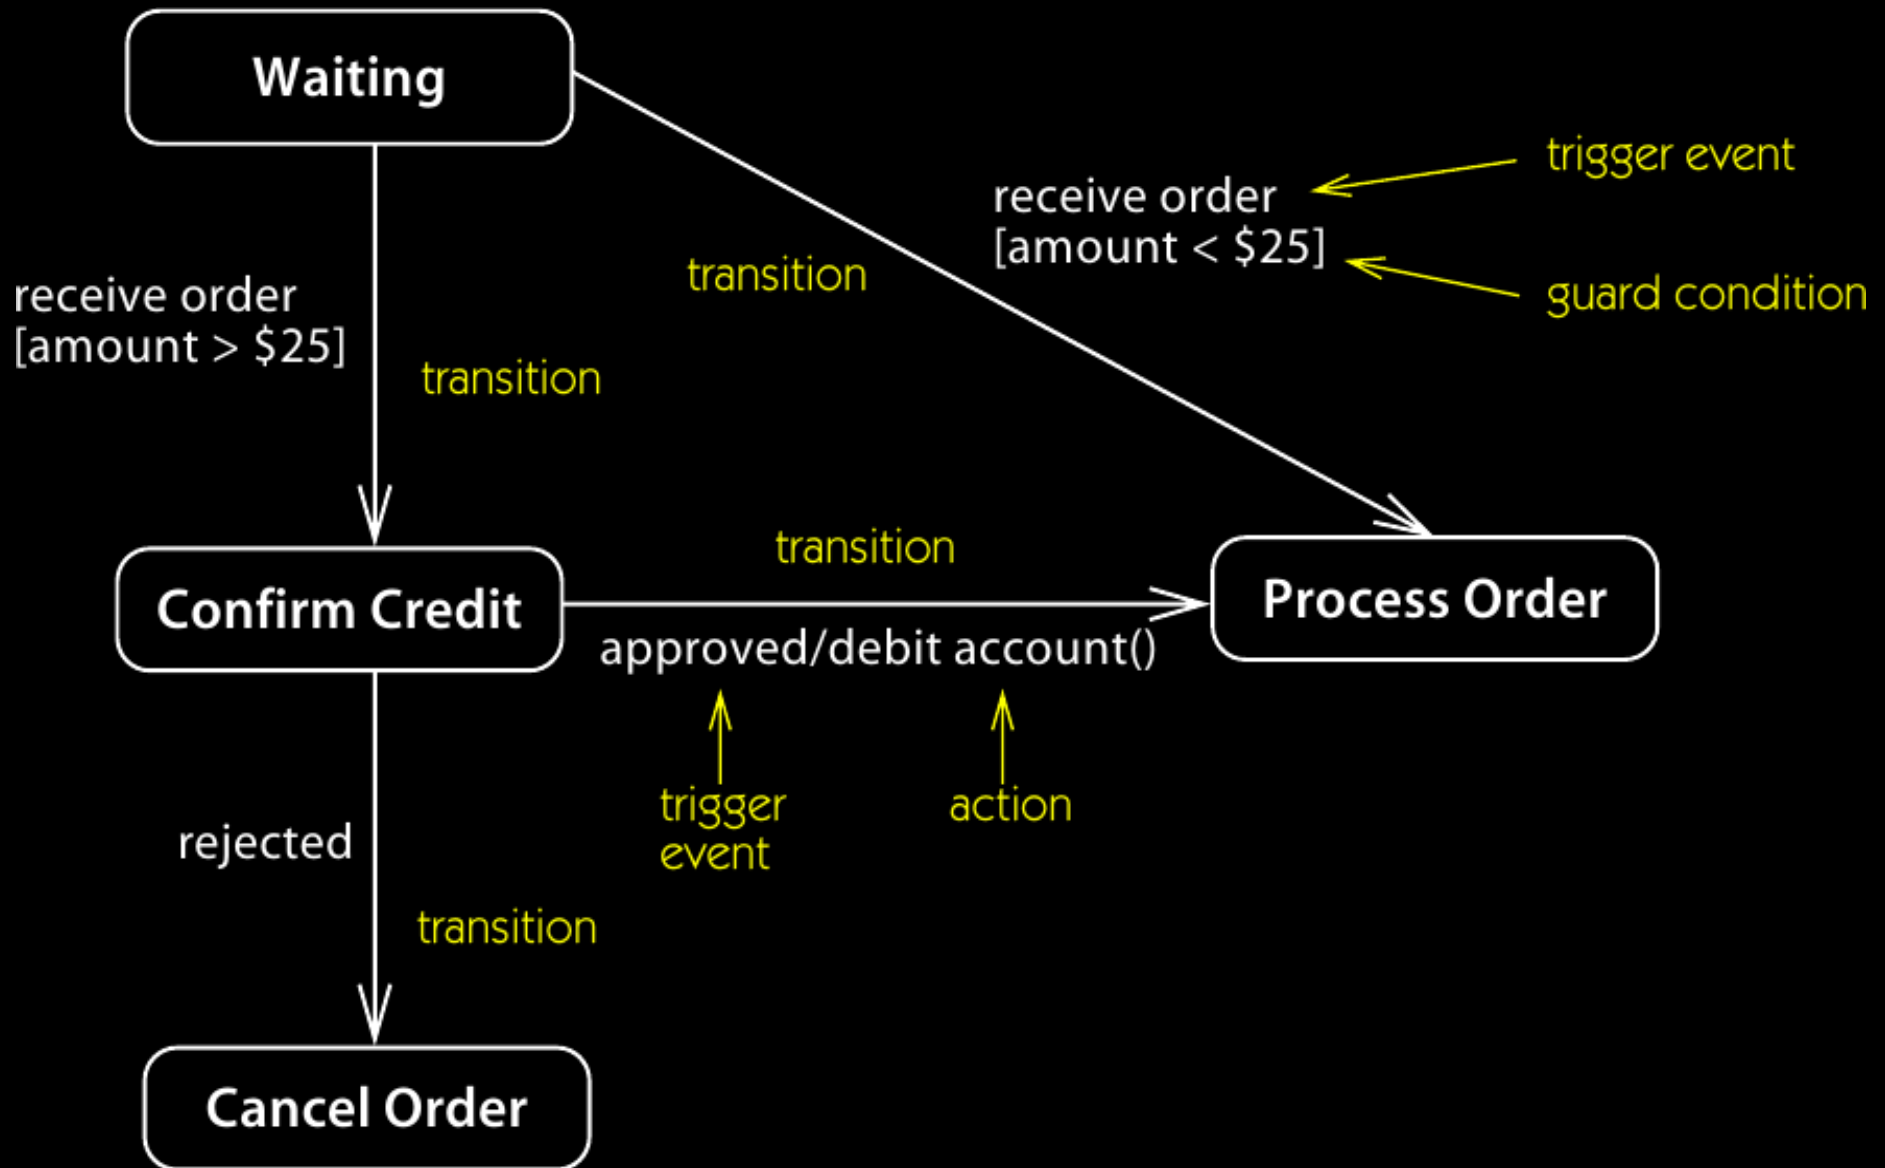 Waiting
trigger event
receive order
[amount < $25]
transition
guard condition
receive order
[amount > $25]
transition
transition
Confirm Credit
Process Order
approved/debit account()
trigger
event
action
rejected
transition
Cancel Order